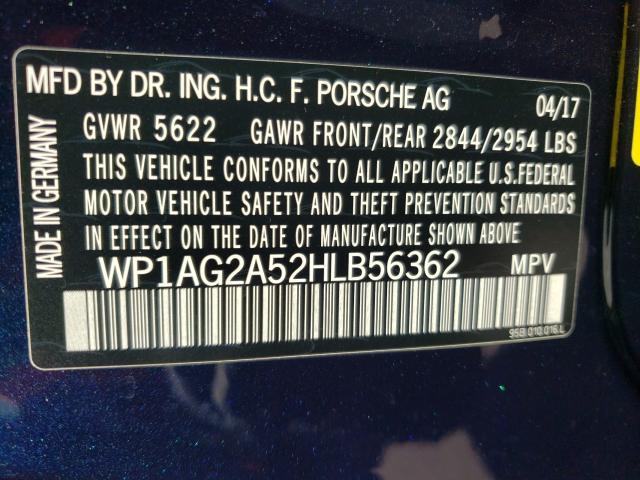 MFD BY DR. ING. H.C. F. PORSCHE AG 04/17
GVWR 5622 GAWR FRONT/REAR 2844/2954 LBS
THIS VEHICLE CONFORMS TO ALL APPLICABLE U.S.FEDERAL
MOTOR VEHICLE SAFETY AND THEFT PREVENTION STANDARDS
IN EFFECT ON THE DATE OF MANUFACTURE SHOWN ABOVE
WP1AG2A52HLB56362 MPV
95B.010.016.L
MADE IN GERMANY